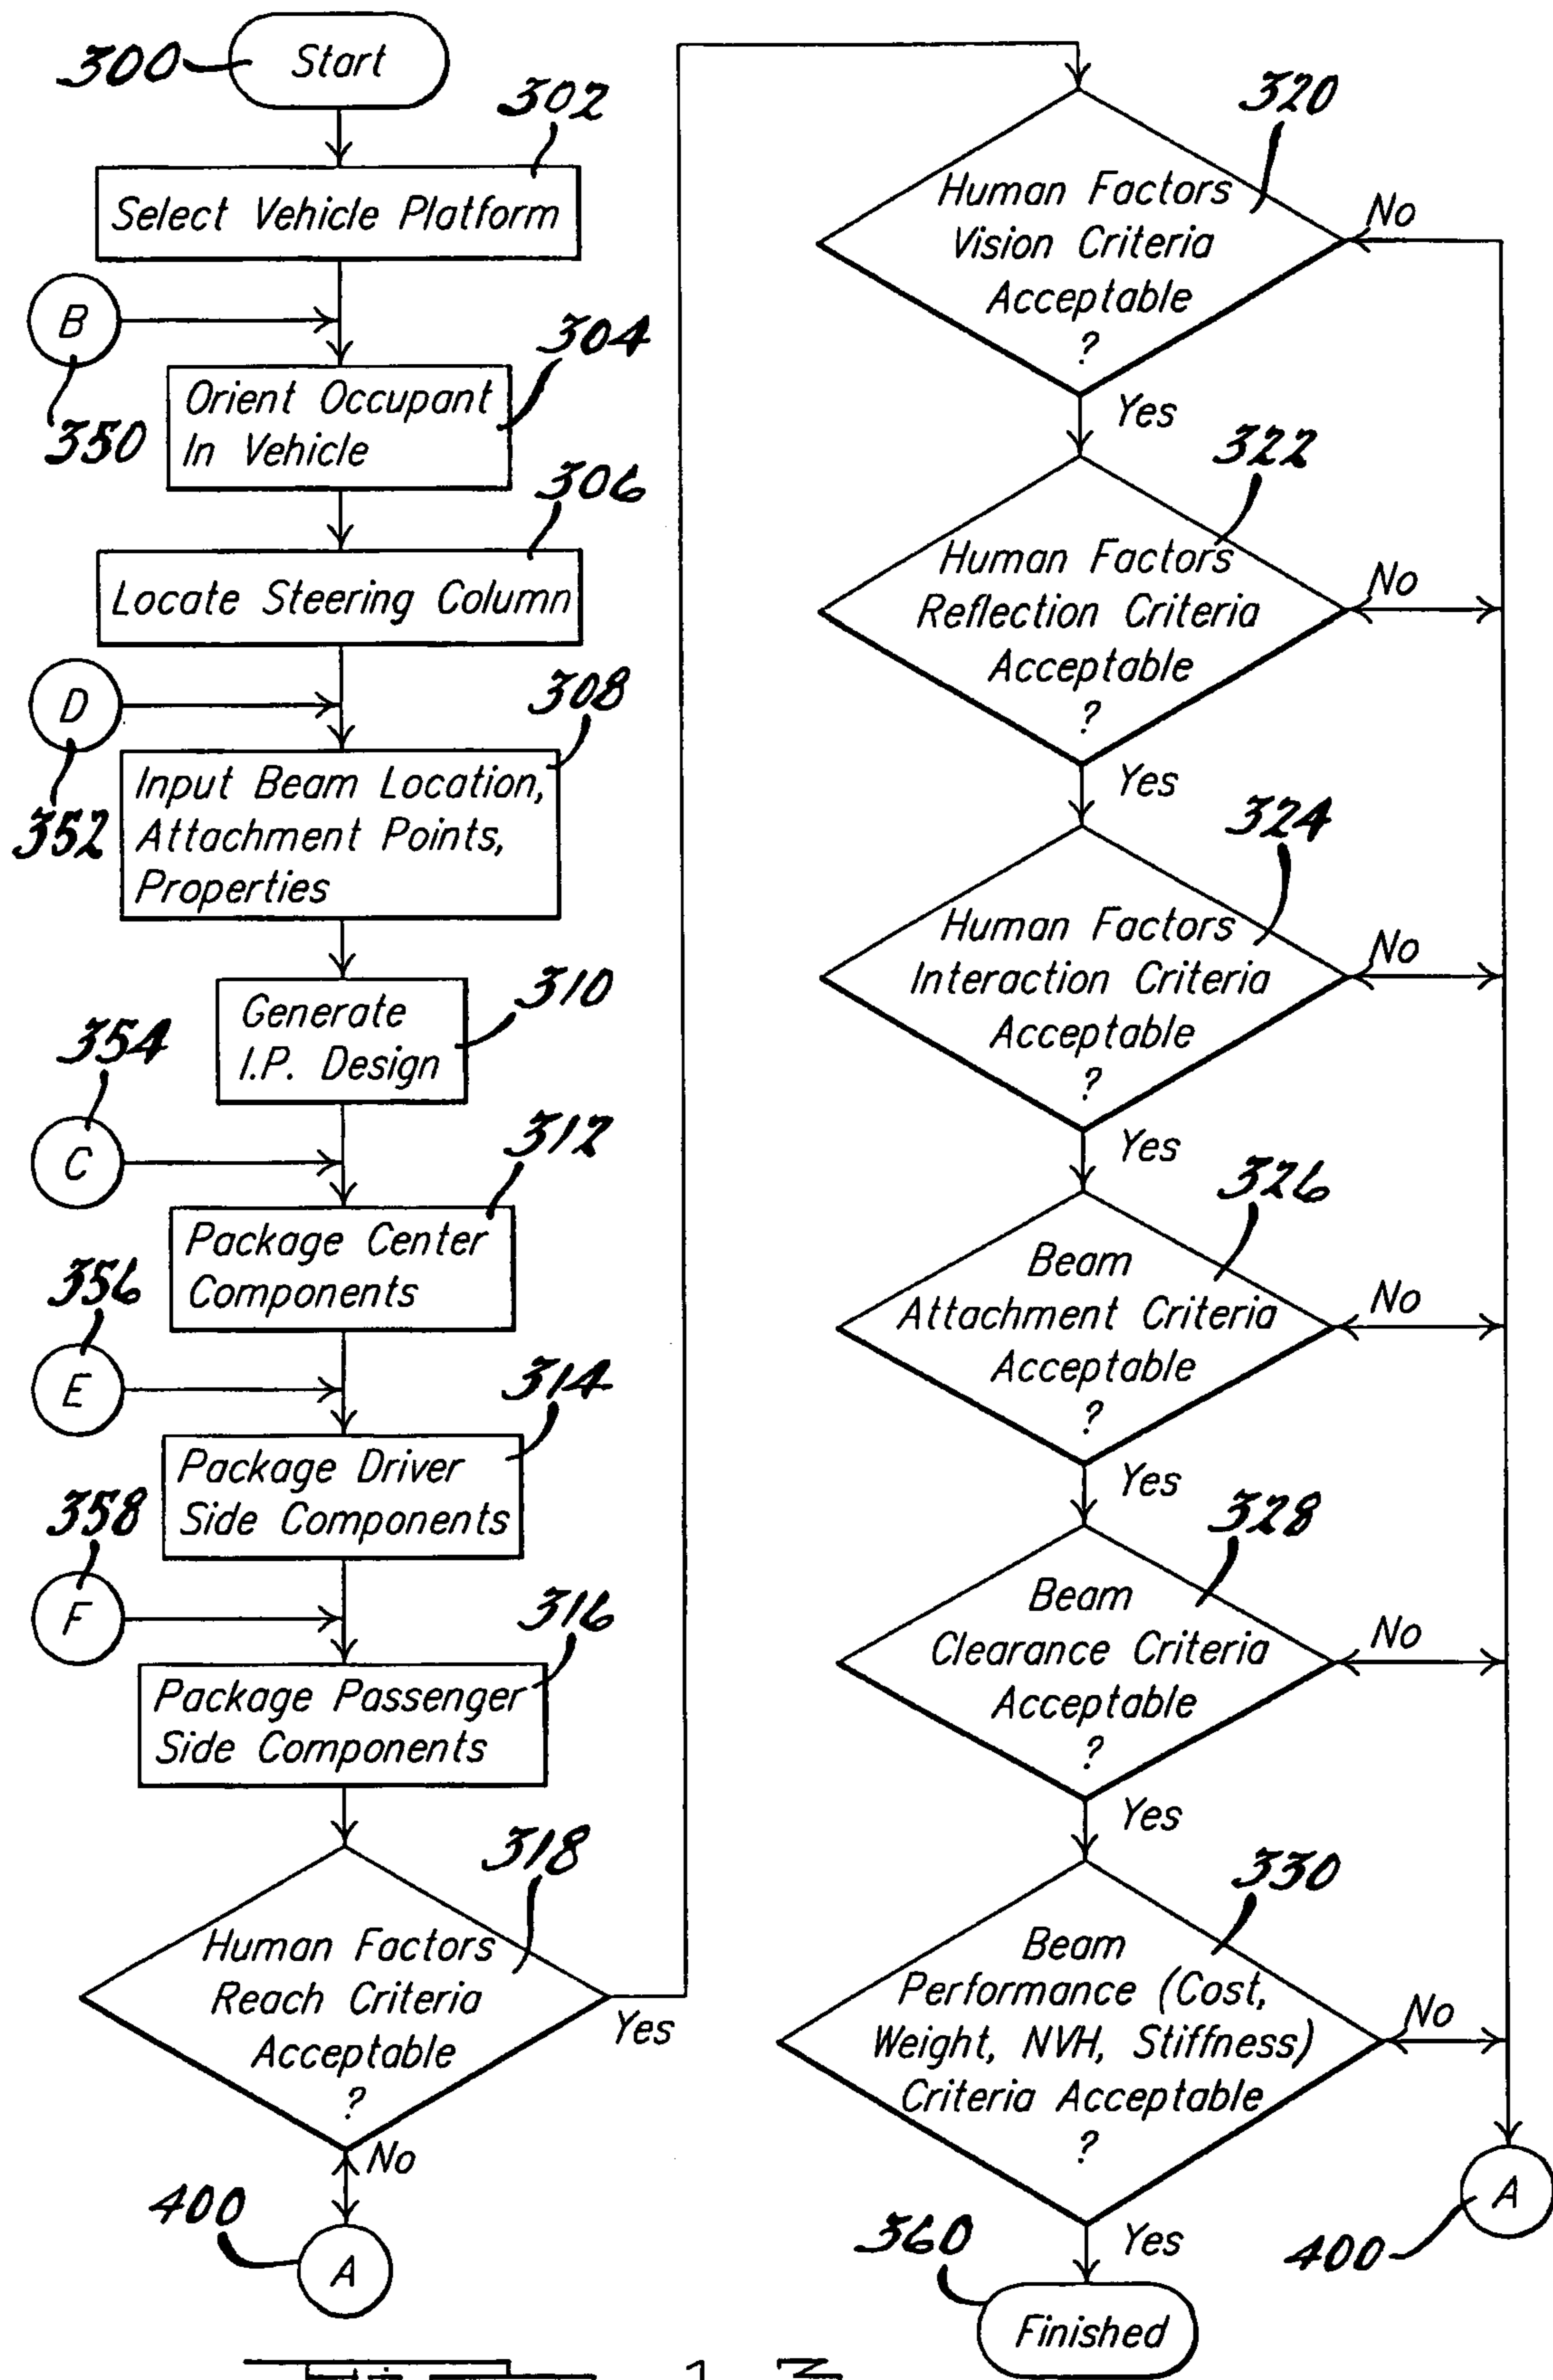 300
Start
302
Select Vehicle Platform
B
350
304
Orient Occupant
In Vehicle
306
Locate Steering Column
D
352
308
Input Beam Location,
Attachment Points,
Properties
310
Generate
I.P. Design
354
C
312
Package Center
Components
356
E
314
Package Driver
Side Components
358
F
316
Package Passenger
Side Components
318
Human Factors
Reach Criteria
Acceptable
?
Yes
No
400
A
320
Human Factors
Vision Criteria
Acceptable
?
No
Yes
322
Human Factors
Reflection Criteria
Acceptable
?
No
Yes
324
Human Factors
Interaction Criteria
Acceptable
?
No
Yes
326
Beam
Attachment Criteria
Acceptable
?
No
Yes
328
Beam
Clearance Criteria
Acceptable
?
No
Yes
330
Beam
Performance (Cost,
Weight, NVH, Stiffness)
Criteria Acceptable
?
No
Yes
A
400
360
Finished